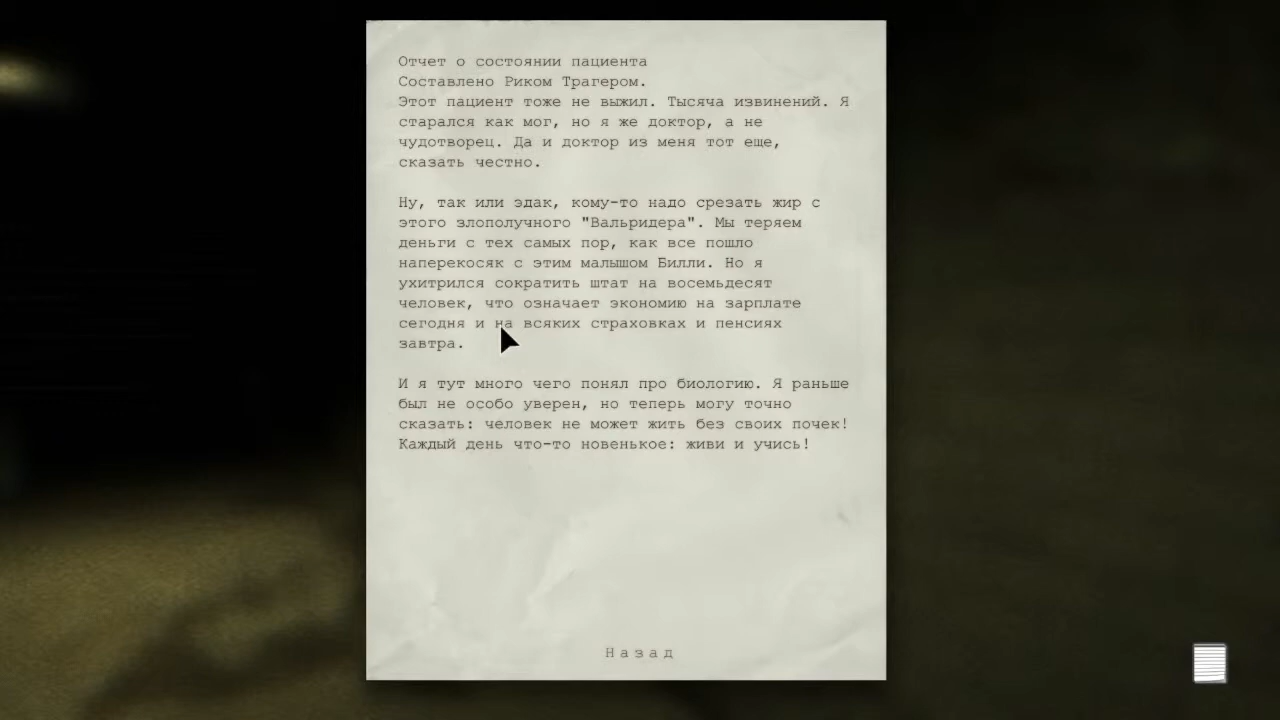 Отчет о состоянии пациента
Составлено Риком Трагером.
Этот пациент тоже не выжил. Тысяча извинений. Я
старался как мог, но я же доктор, а не
чудотворец. Да и доктор из меня тот еще,
сказать честно.
Ну, так или эдак, кому-то надо срезать жир с
этого злополучного "Вальридера". Мы теряем
деньги с тех самых пор, как все пошло
наперекосяк с этим малышом Билли. Но я
ухитрился сократить штат на восемьдесят
человек, что означает экономию на зарплате
сегодня и на всяких страховках и пенсиях
завтра.
И я тут много чего понял про биологию. Я раньше
был не особо уверен, но теперь могу точно
сказать: человек не может жить без своих почек!
Каждый день что-то новенькое: живи и учись!
Назад